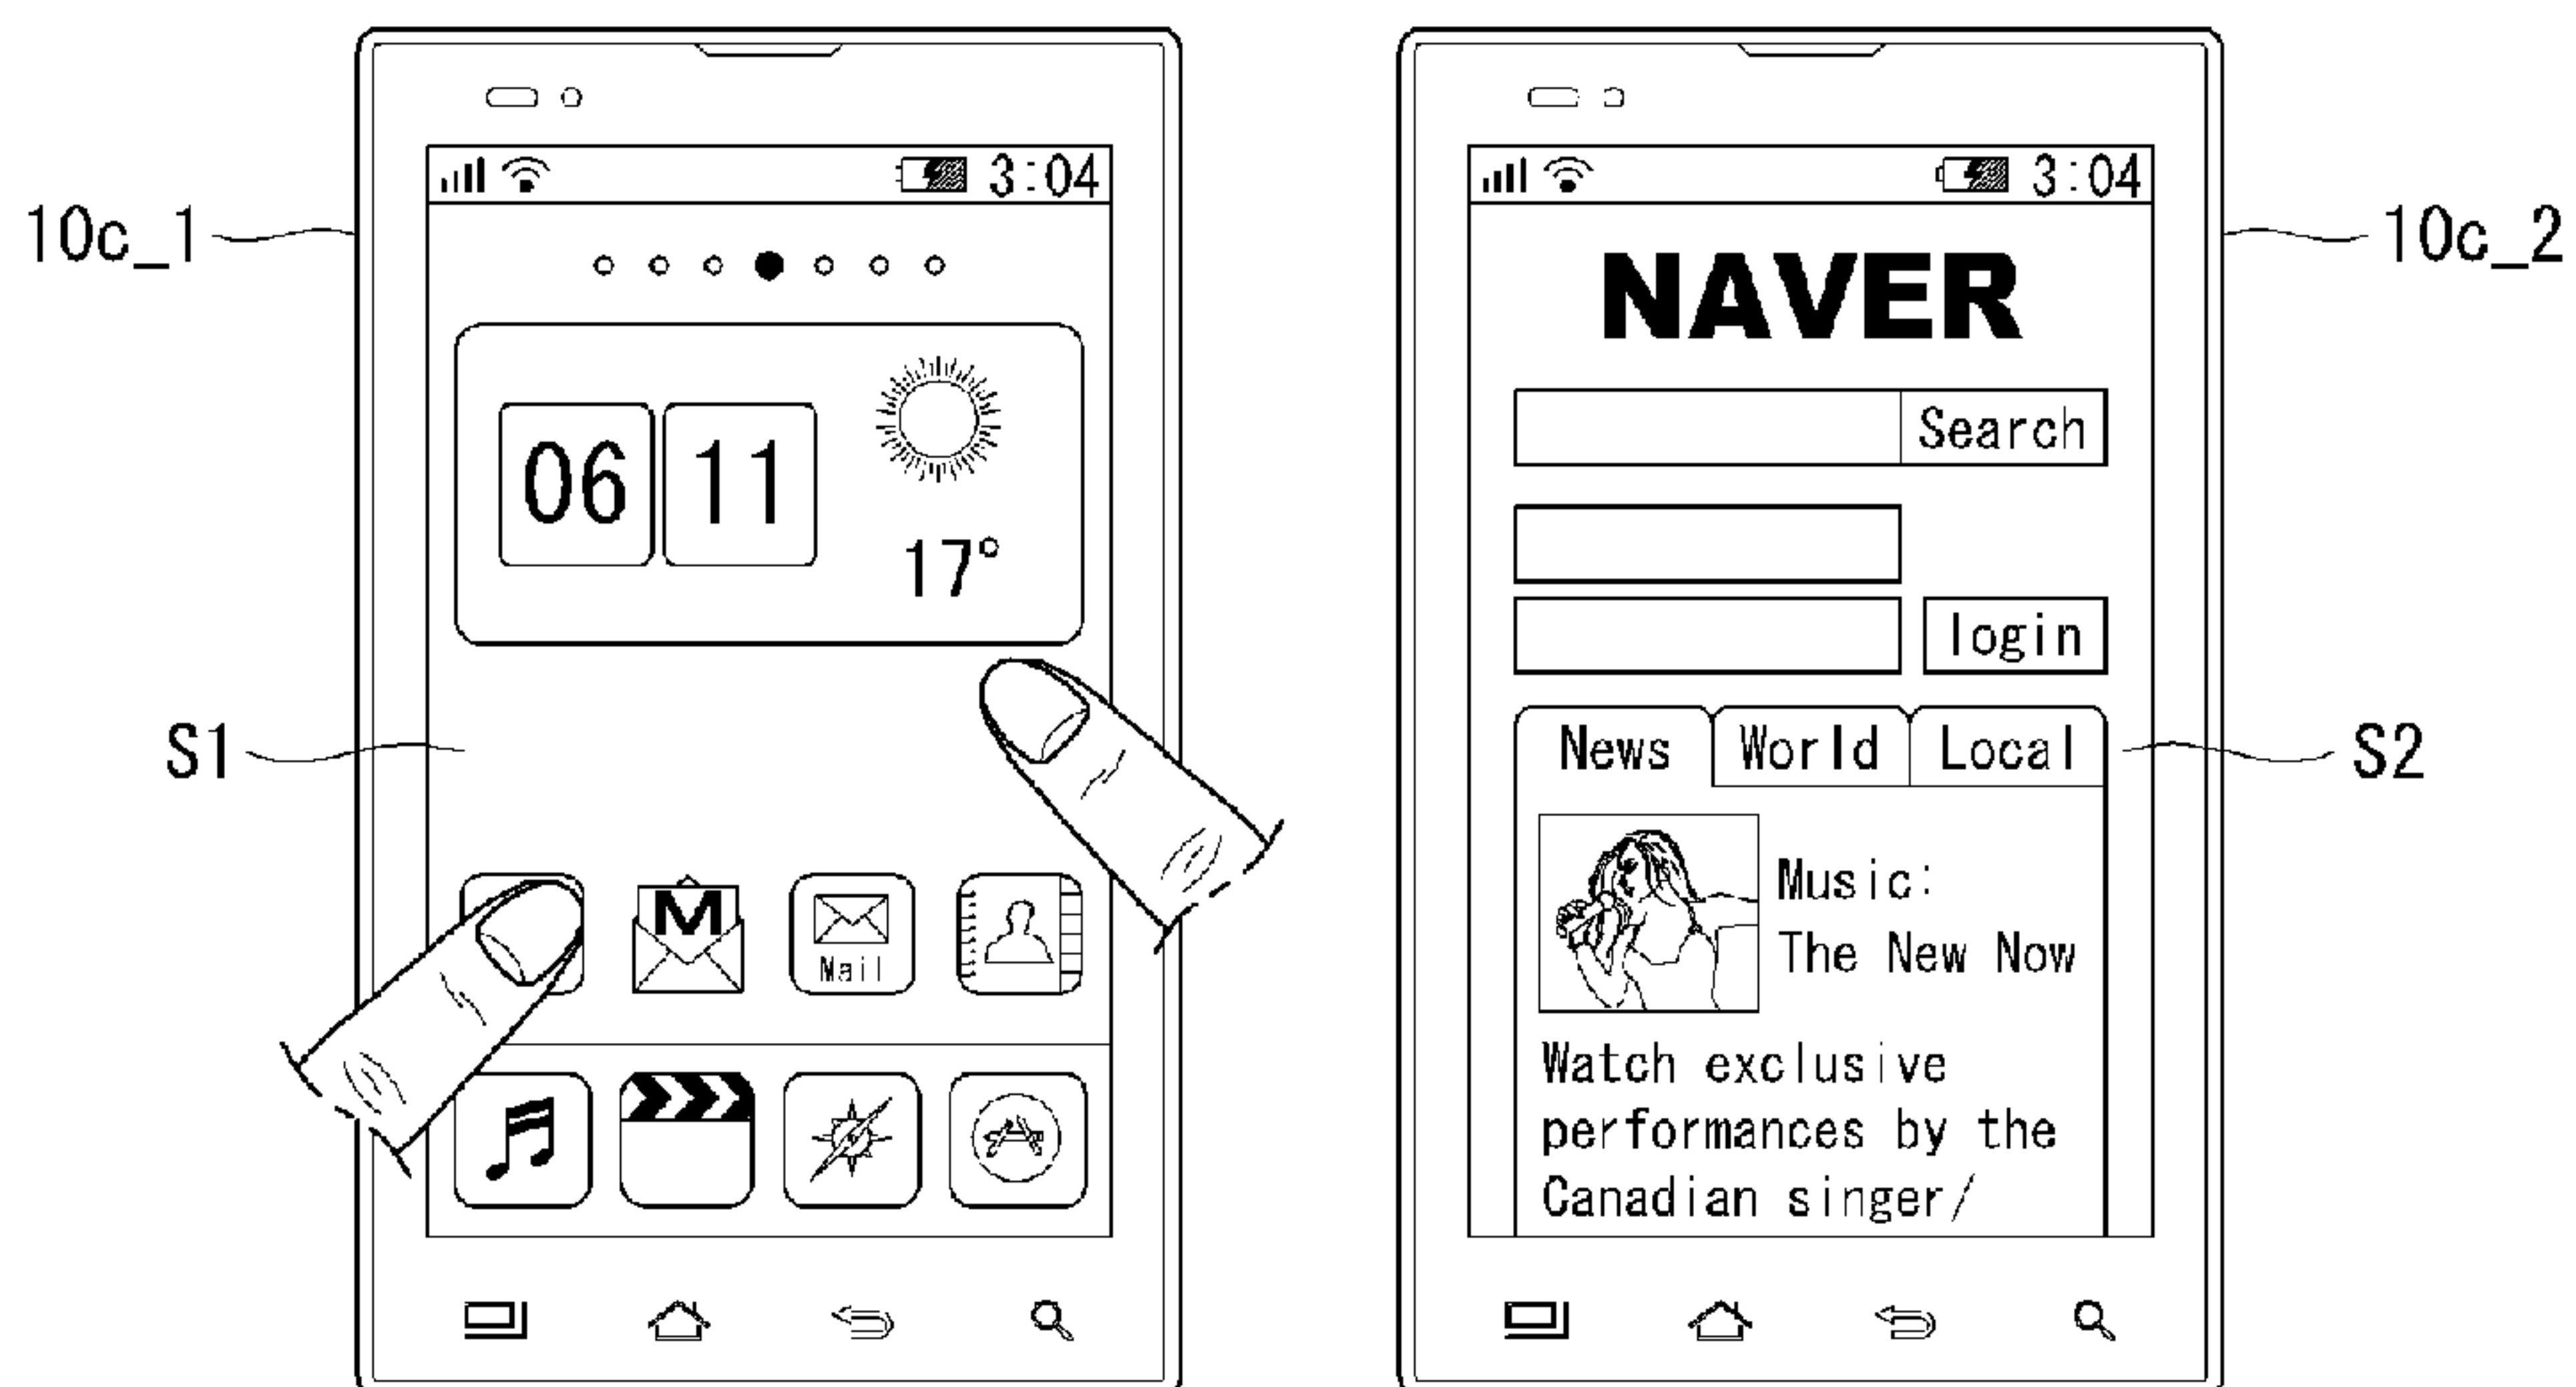 10c_1
3:04
06 11
17°
S1
M
Mail
10c_2
3:04
NAVER
Search
login
News World Local
S2
Music:
The New Now
Watch exclusive
performances by the
Canadian singer/